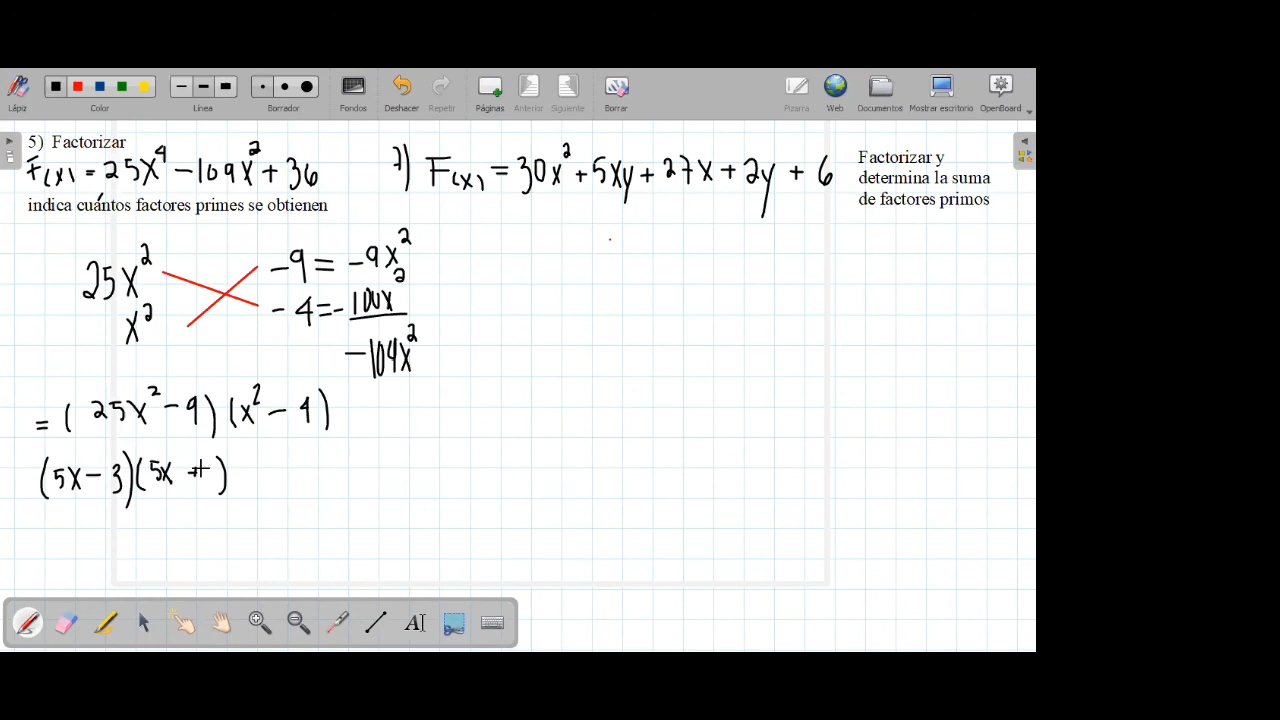 Lápiz Color Línea Borrador Fondos Deshacer Repetir Páginas Anterior Siguiente Borrar Pizarra Web Documentos Mostrar escritorio OpenBoard
5) Factorizar
F(x) = 25x⁴ - 109x² + 36
indica cuántos factores primes se obtienen
25x² -9 = -9x²
x² -4 = -100x²
-104x²
= (25x² - 9)(x² - 4)
(5x - 3)(5x + )
7) F(x) = 30x² + 5xy + 27x + 2y + 6
Factorizar y
determina la suma
de factores primos